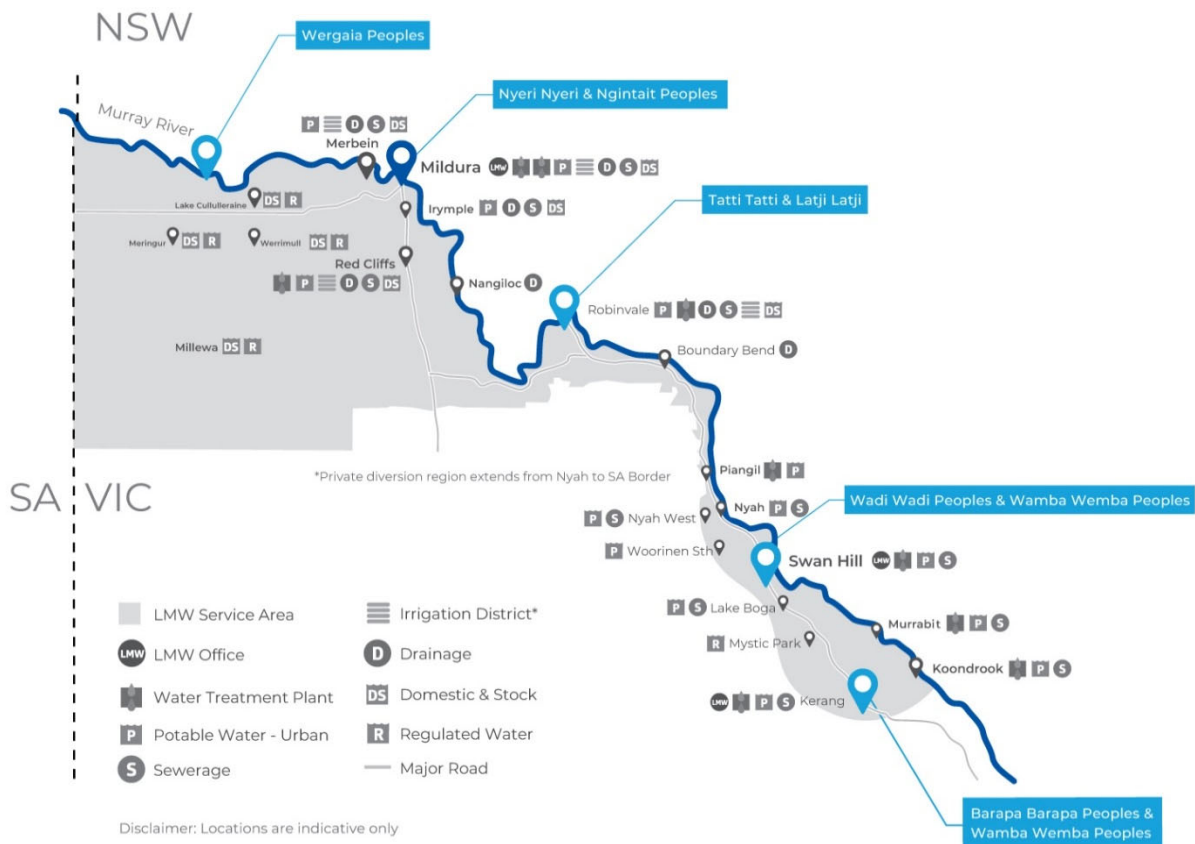 NSW
Wergaia Peoples
Nyeri Nyeri & Ngintait Peoples
Murray River
P D S DS
Merbein
Mildura LMW P D S DS
Tatti Tatti & Latji Latji
Lake Cullulleraine DS R
Irymple P D S DS
Meringur DS R
Werrimull DS R
Red Cliffs
P D S DS
Nangiloc D
Robinvale P D S DS
Millewa DS R
Boundary Bend D
*Private diversion region extends from Nyah to SA Border
Piangil P
SA VIC
Wadi Wadi Peoples & Wamba Wemba Peoples
Nyah P S
P S Nyah West
P Woorinen Sth
Swan Hill LMW P S
P S Lake Boga
Murrabit P S
R Mystic Park
Koondrook P S
LMW P S Kerang
LMW Service Area
LMW LMW Office
Water Treatment Plant
P Potable Water - Urban
S Sewerage
Irrigation District*
D Drainage
DS Domestic & Stock
R Regulated Water
Major Road
Barapa Barapa Peoples &
Wamba Wemba Peoples
Disclaimer: Locations are indicative only